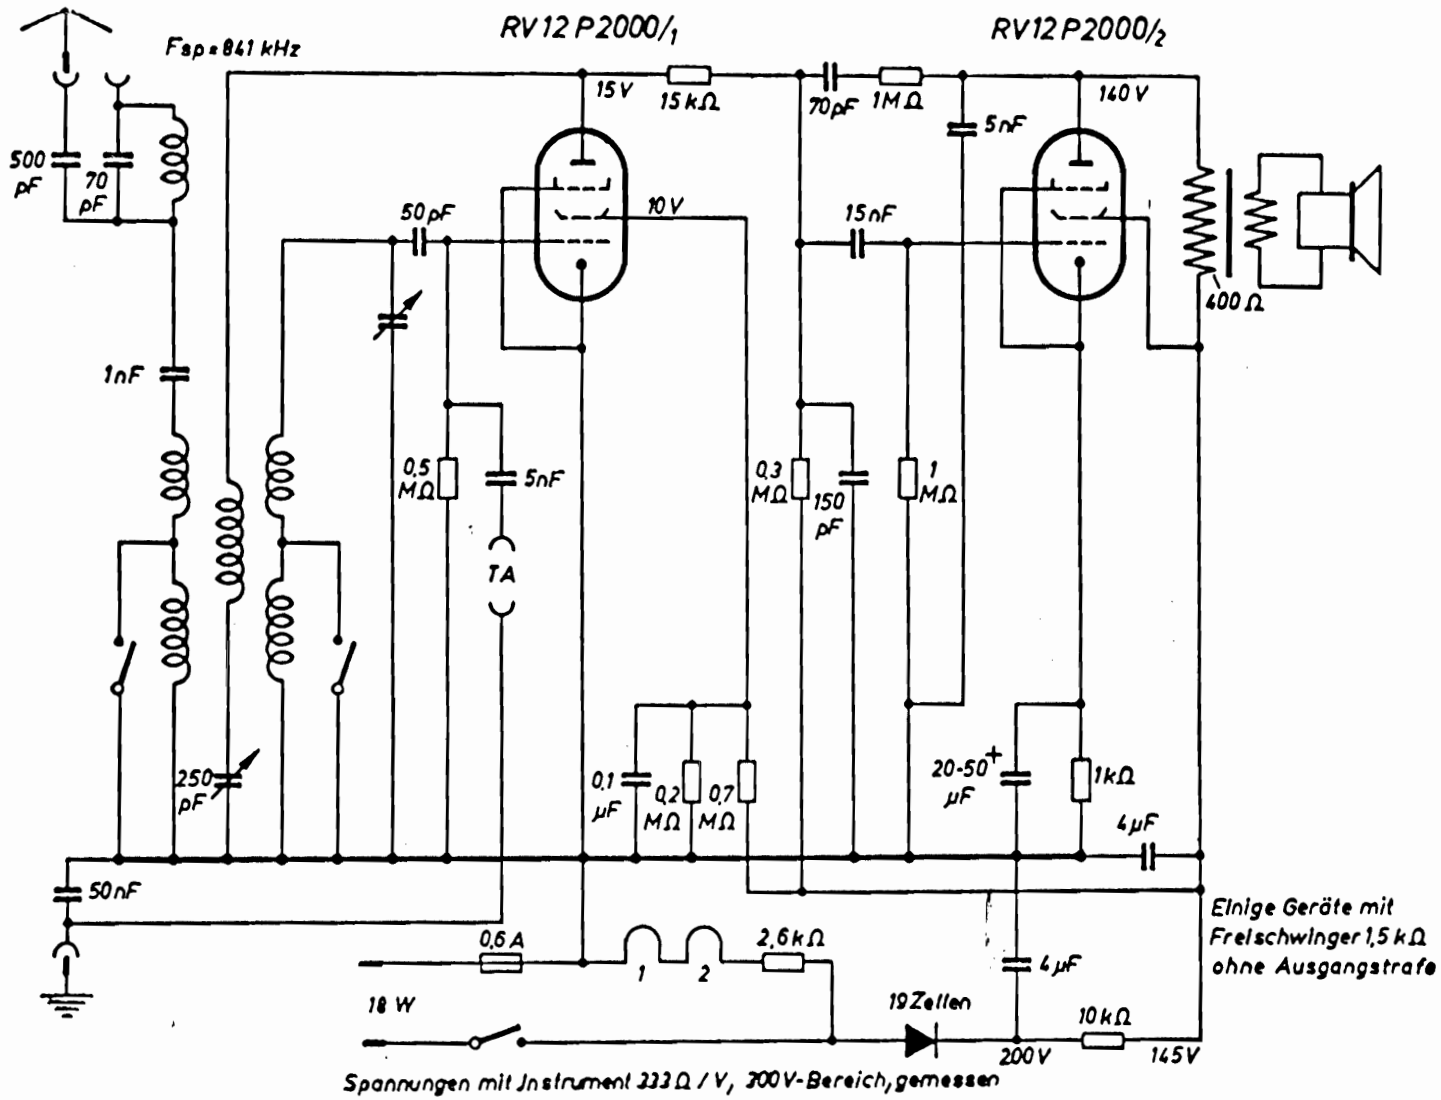 RV12P2000/1
RV12P2000/2
Fsp=841 kHz
15V
15kΩ
70pF
1MΩ
140V
5nF
500
pF
70
pF
50pF
10V
15nF
400Ω
1nF
0,5
MΩ
5nF
0,3
MΩ
150
pF
1
MΩ
TA
250
pF
0,1
µF
0,2
MΩ
0,7
MΩ
20-50
+
µF
1kΩ
4µF
50nF
0,6A
1
2
2,6kΩ
4µF
Einige Geräte mit
Freischwinger 1,5kΩ
ohne Ausgangstrafo
18 W
19Zellen
10kΩ
200V
145V
Spannungen mit Jnstrument 333Ω/V, 300V-Bereich, gemessen